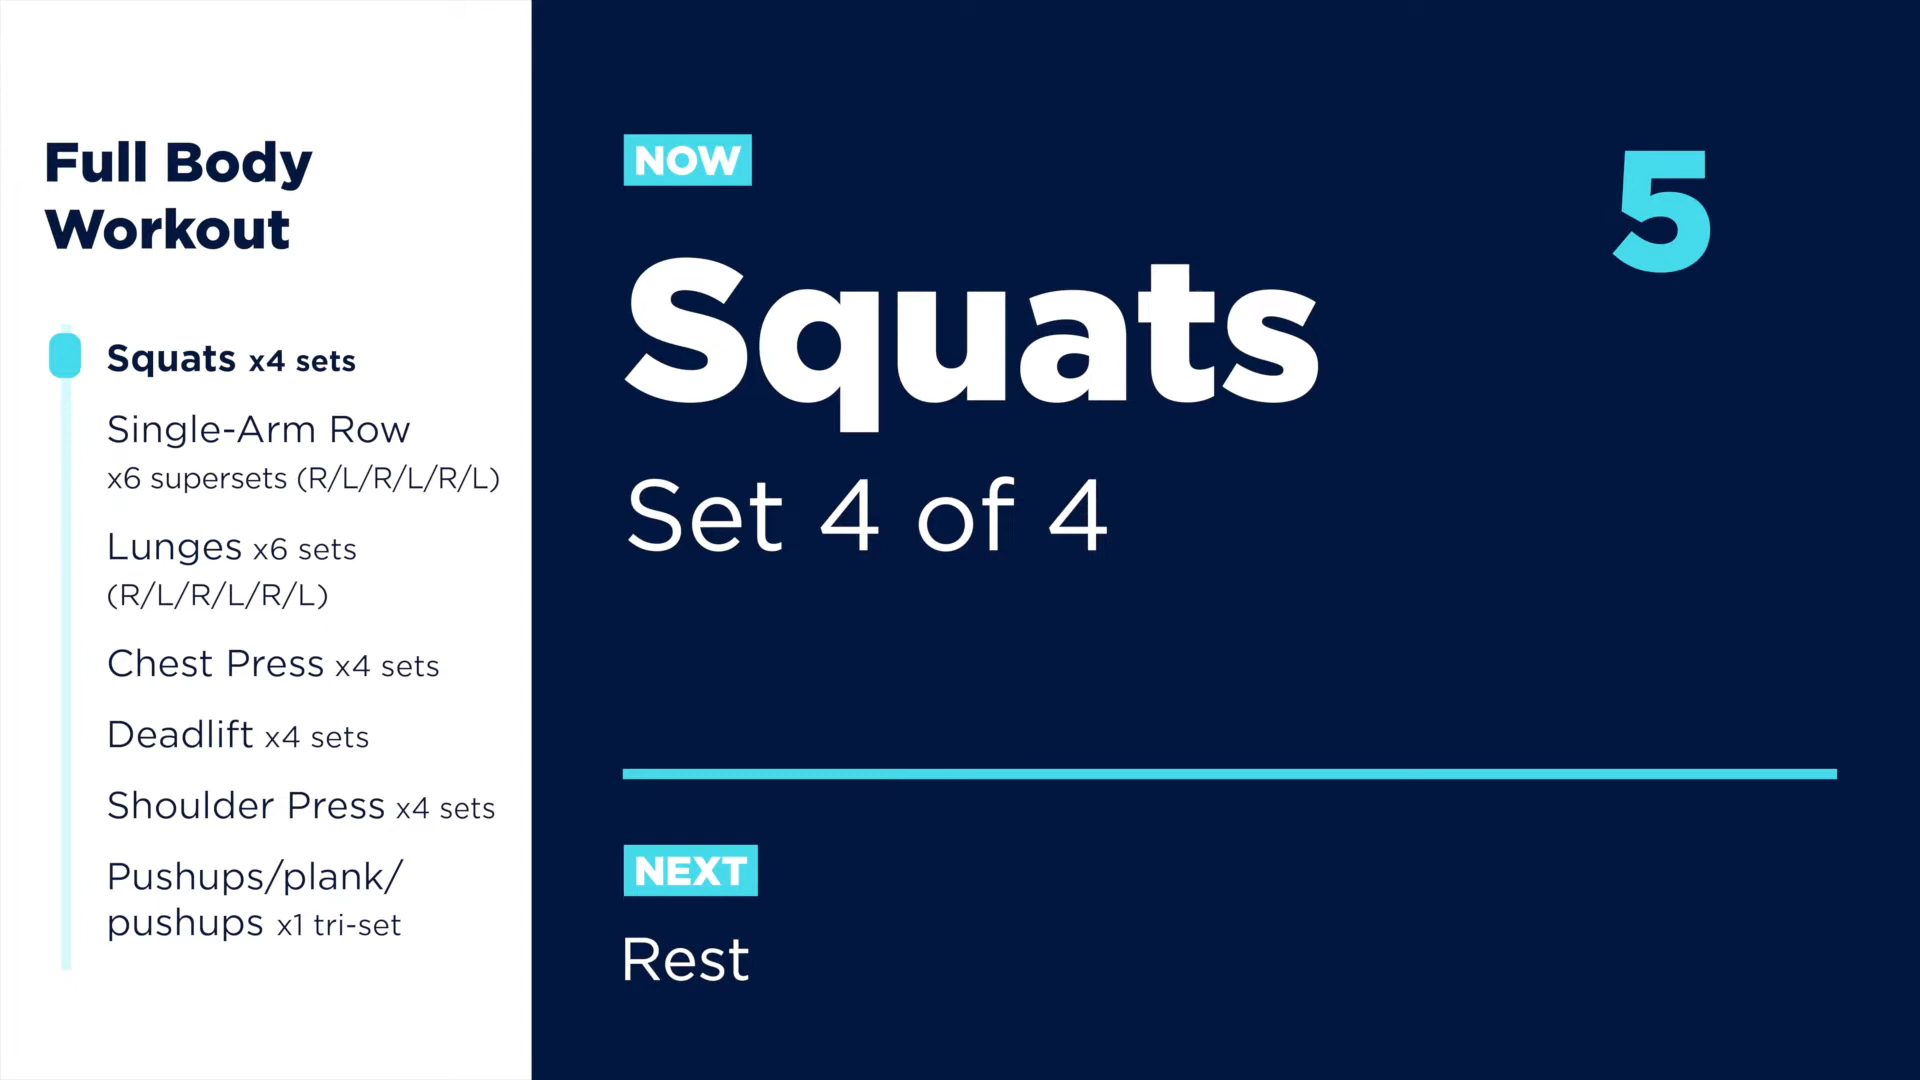 Full Body
Workout
Squats x4 sets
Single-Arm Row
x6 supersets (R/L/R/L/R/L)
Lunges x6 sets
(R/L/R/L/R/L)
Chest Press x4 sets
Deadlift x4 sets
Shoulder Press x4 sets
Pushups/plank/
pushups x1 tri-set
NOW
5
Squats
Set 4 of 4
NEXT
Rest